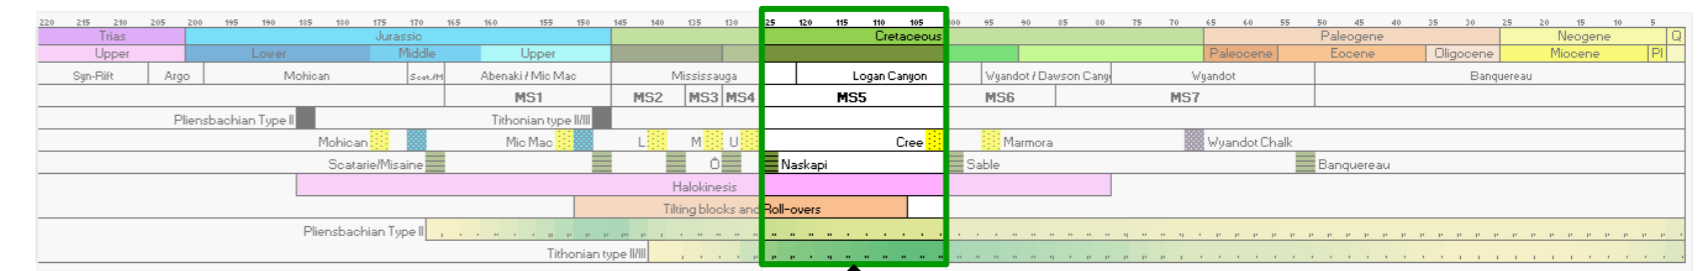 220 215 210 205 200 195 190 185 180 175 170 165 160 155 150 145 140 135 130 25 120 115 110 105 00 95 90 85 80 75 70 65 60 55 50 45 40 35 30 25 20 15 10 5
Trias Jurassic Cretaceous Paleogene Neogene Q
Upper Lower Middle Upper Paleocene Eocene Oligocene Miocene Pl
Syn-Rift Argo Mohican Scat./M Abenaki / Mic Mac Mississauga Logan Canyon Wyandot / Dawson Cany Wyandot Banquereau
MS1 MS2 MS3 MS4 MS5 MS6 MS7
Pliensbachian Type II Tithonian type II/III
Mohican Mic Mac L M U Cree Marmora Wyandot Chalk
Scatarie/Misaine O Naskapi Sable Banquereau
Halokinesis
Tilting blocks and Roll-overs
Pliensbachian Type II
Tithonian type II/III